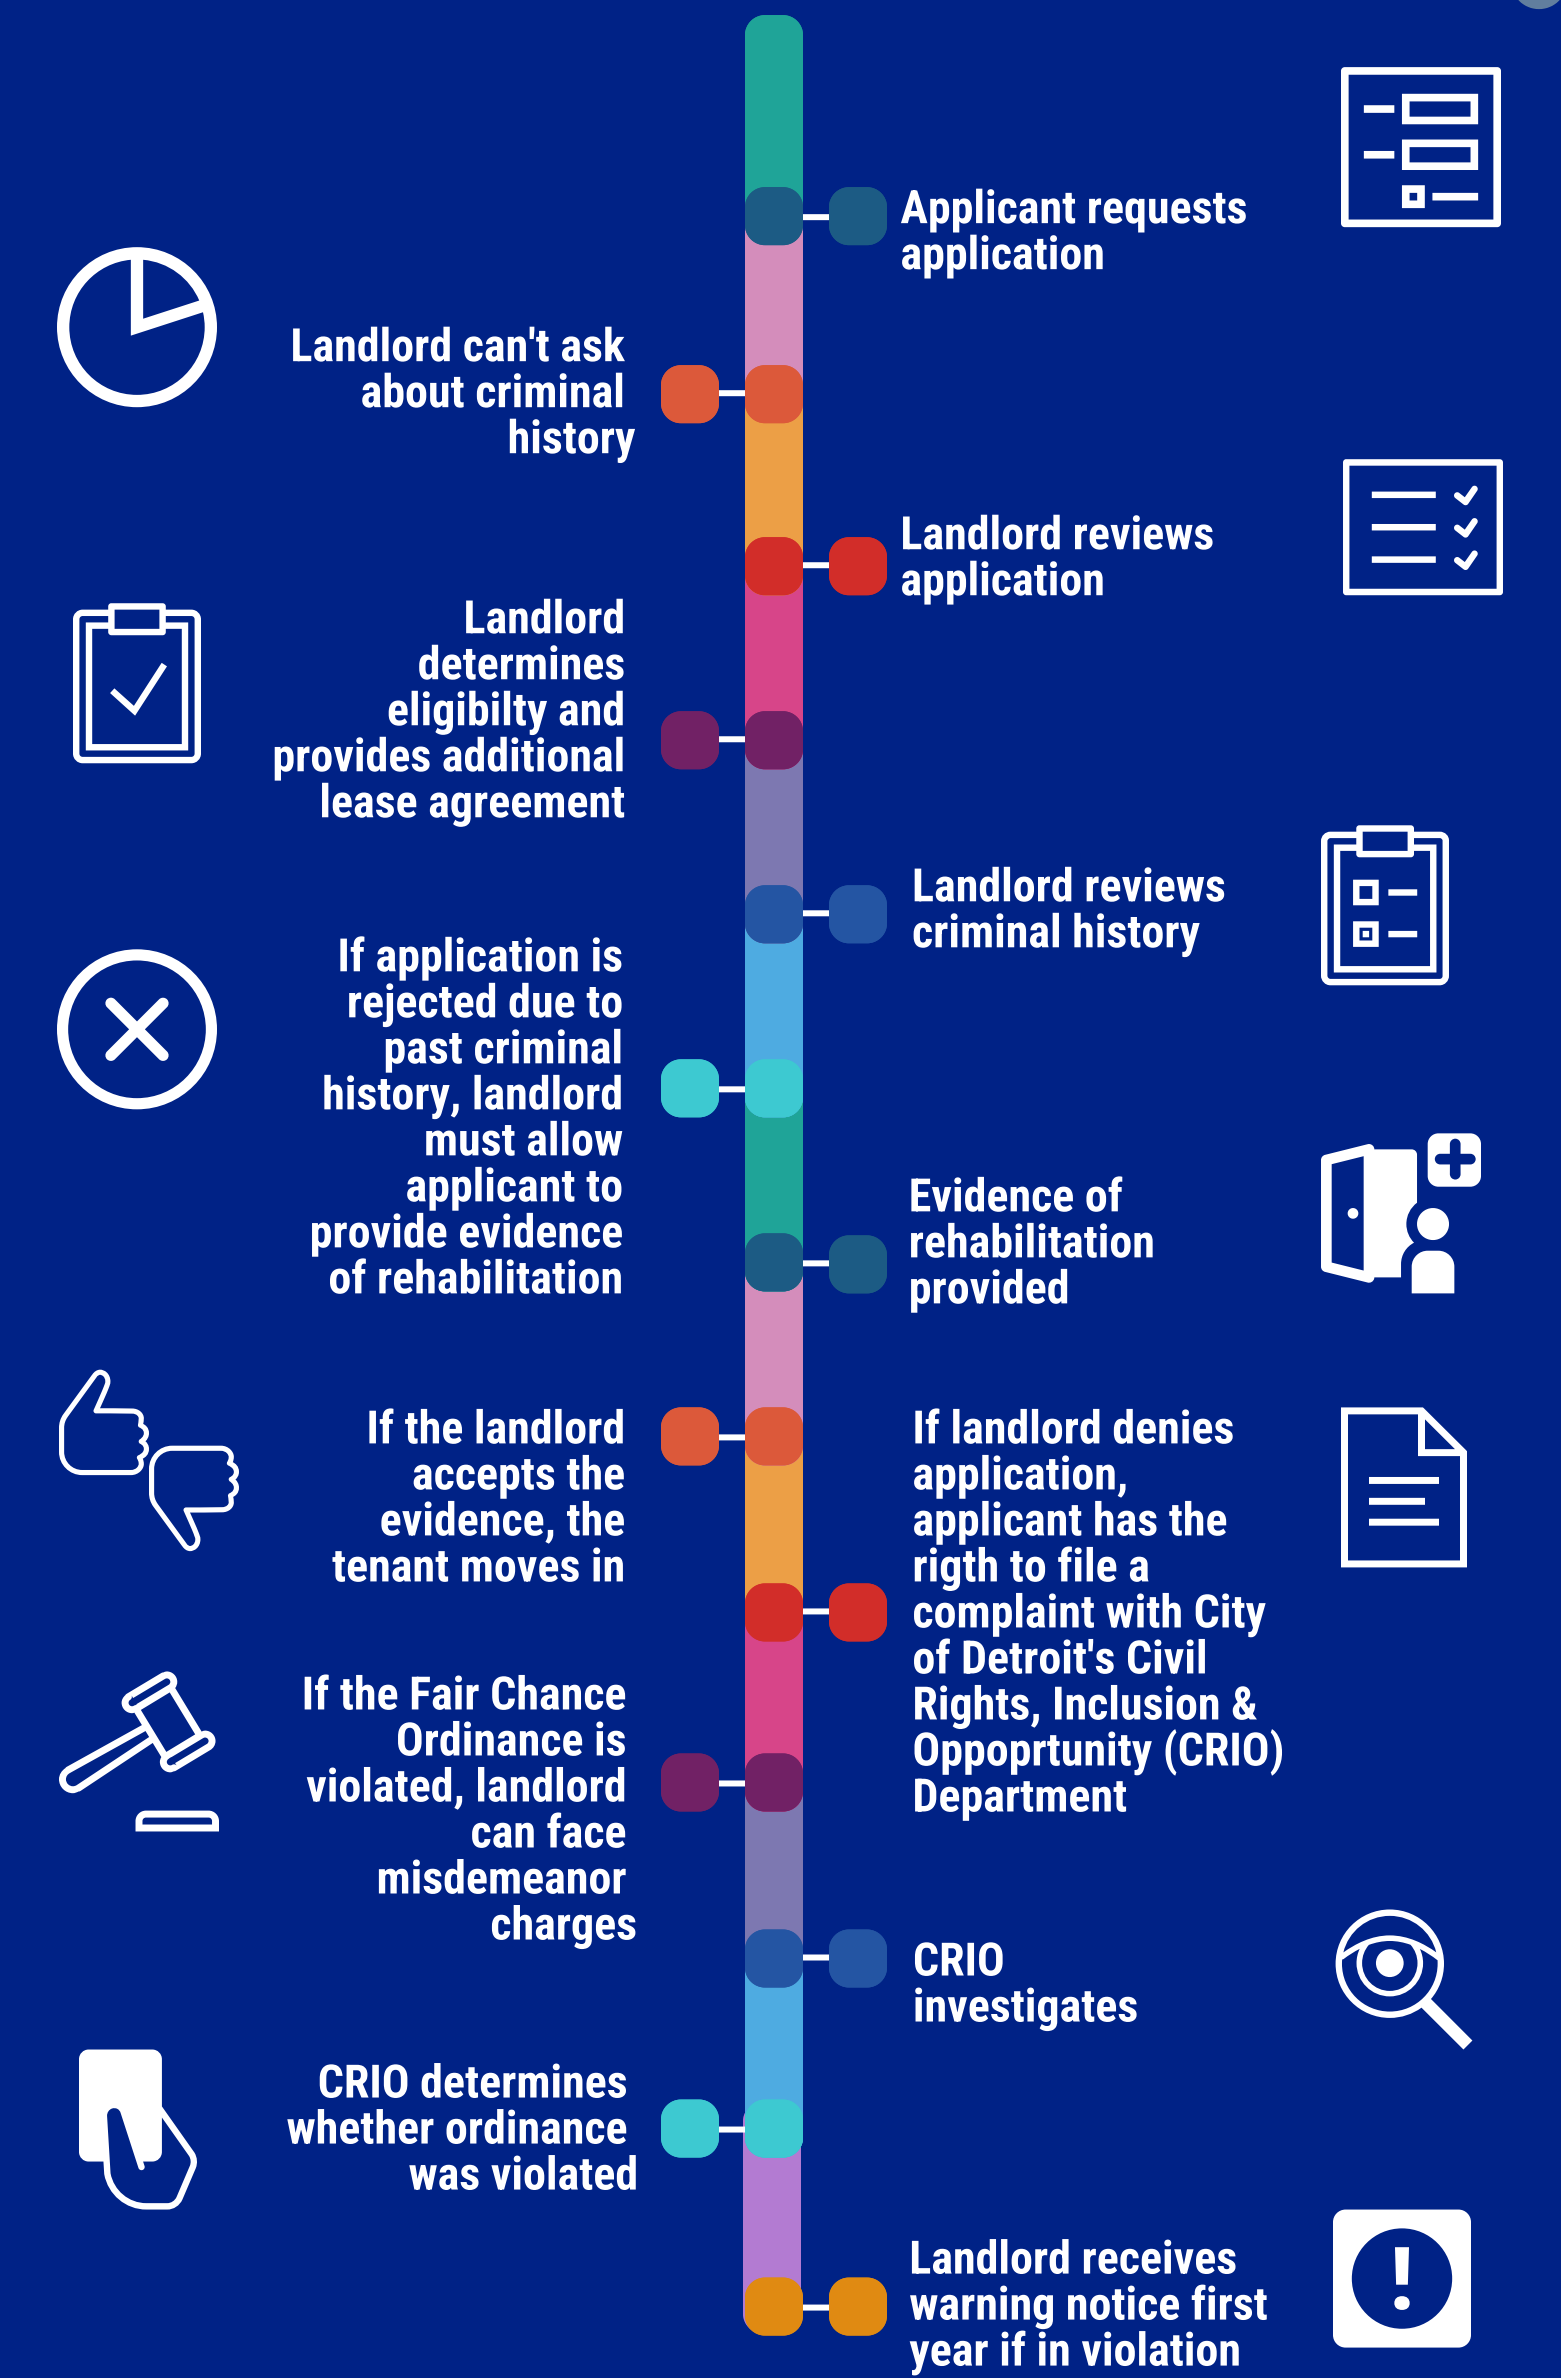 Applicant requests
application
Landlord can't ask
about criminal
history
Landlord reviews
application
Landlord
determines
eligibilty and
provides additional
lease agreement
Landlord reviews
criminal history
If application is
rejected due to
past criminal
history, landlord
must allow
applicant to
provide evidence
of rehabilitation
Evidence of
rehabilitation
provided
If the landlord
accepts the
evidence, the
tenant moves in
If landlord denies
application,
applicant has the
rigth to file a
complaint with City
of Detroit's Civil
Rights, Inclusion &
Oppoprtunity (CRIO)
Department
If the Fair Chance
Ordinance is
violated, landlord
can face
misdemeanor
charges
CRIO
investigates
CRIO determines
whether ordinance
was violated
Landlord receives
warning notice first
year if in violation